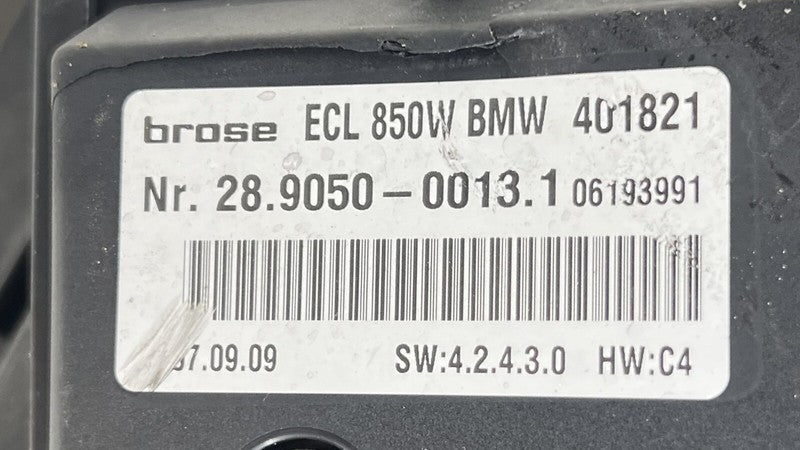 brose ECL 850W BMW 401821
Nr. 28.9050-0013.1 06193991
7.09.09 SW:4.2.4.3.0 HW:C4